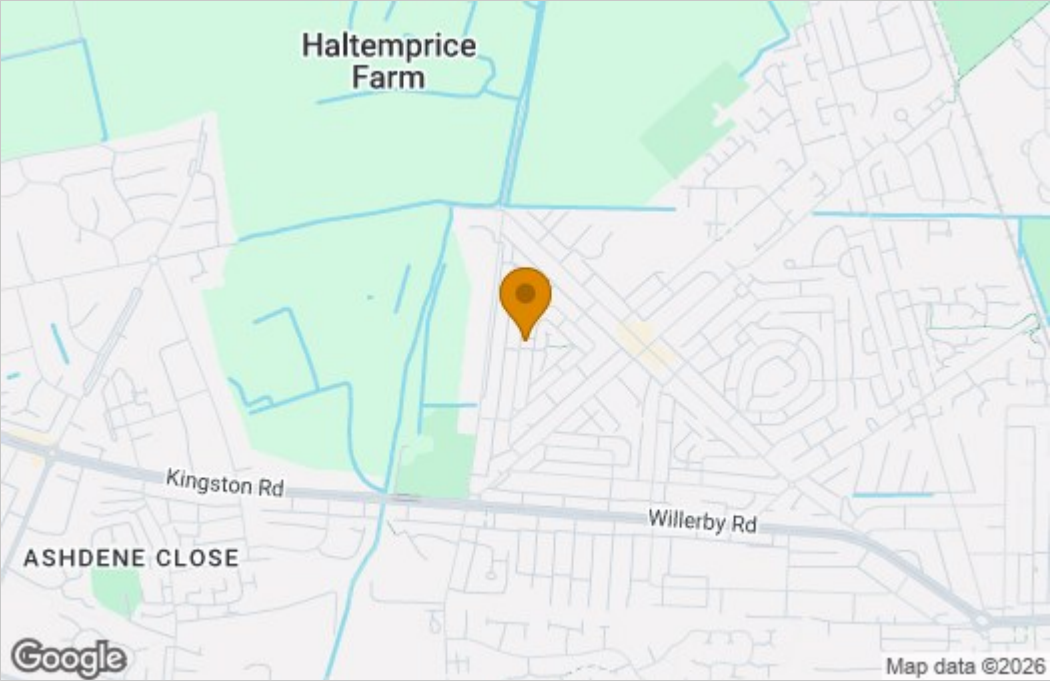 Haltemprice
Farm
Kingston Rd
Willerby Rd
ASHDENE CLOSE
Google
Map data ©2026